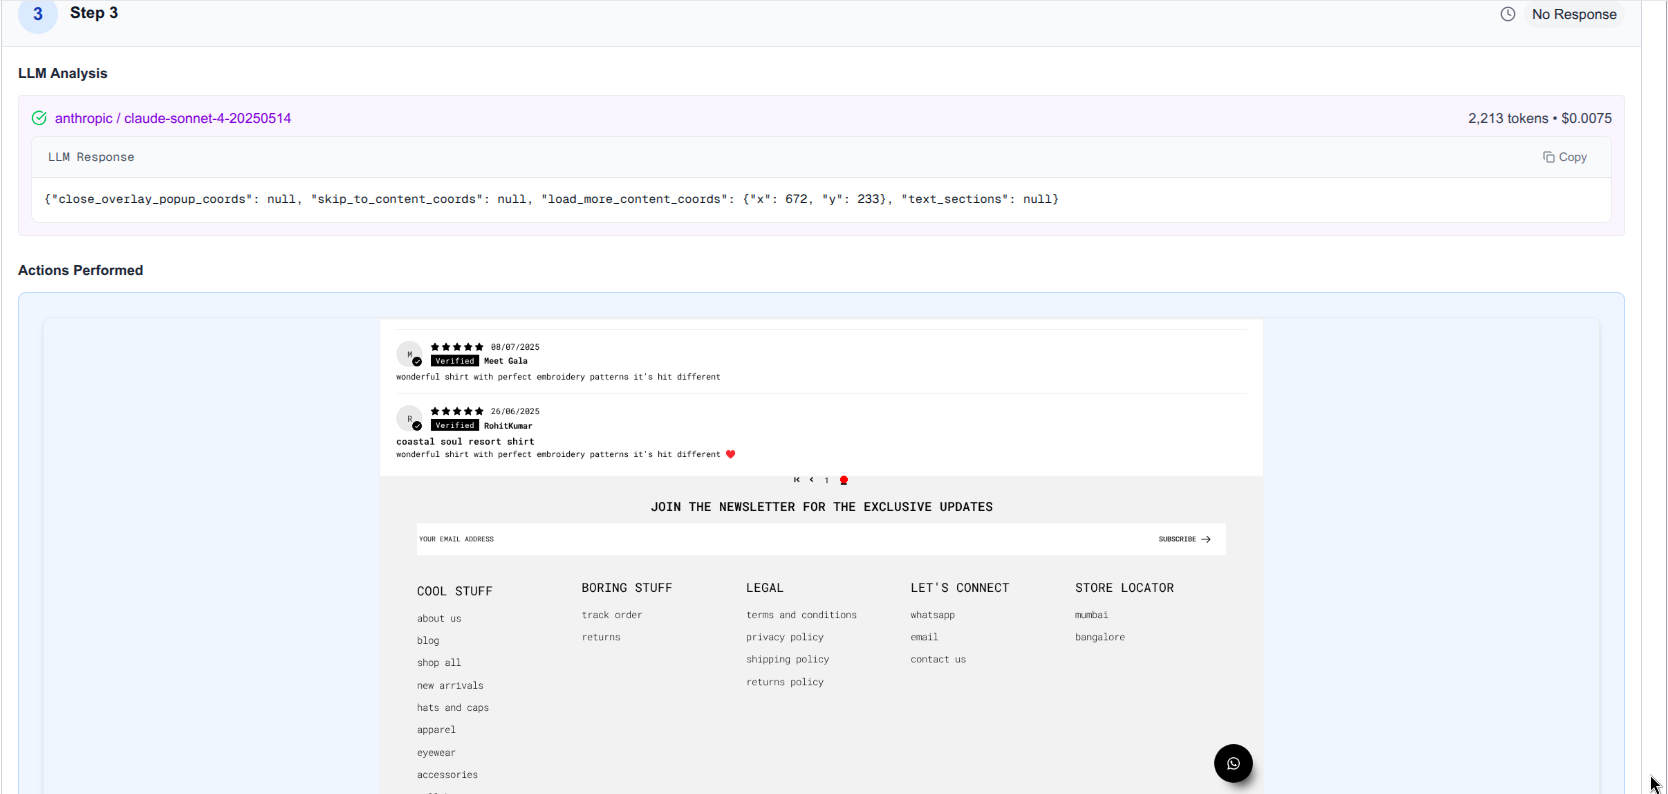 3 Step 3 No Response
LLM Analysis
anthropic / claude-sonnet-4-20250514 2,213 tokens • $0.0075
LLM Response Copy
{"close_overlay_popup_coords": null, "skip_to_content_coords": null, "load_more_content_coords": {"x": 672, "y": 233}, "text_sections": null}
Actions Performed
M ★★★★★ 08/07/2025
Verified Meet Gala
wonderful shirt with perfect embroidery patterns it's hit different
R ★★★★★ 26/06/2025
Verified RohitKumar
coastal soul resort shirt
wonderful shirt with perfect embroidery patterns it's hit different ❤️
1
JOIN THE NEWSLETTER FOR THE EXCLUSIVE UPDATES
YOUR EMAIL ADDRESS SUBSCRIBE →
COOL STUFF
about us
blog
shop all
new arrivals
hats and caps
apparel
eyewear
accessories
BORING STUFF
track order
returns
LEGAL
terms and conditions
privacy policy
shipping policy
returns policy
LET'S CONNECT
whatsapp
email
contact us
STORE LOCATOR
mumbai
bangalore